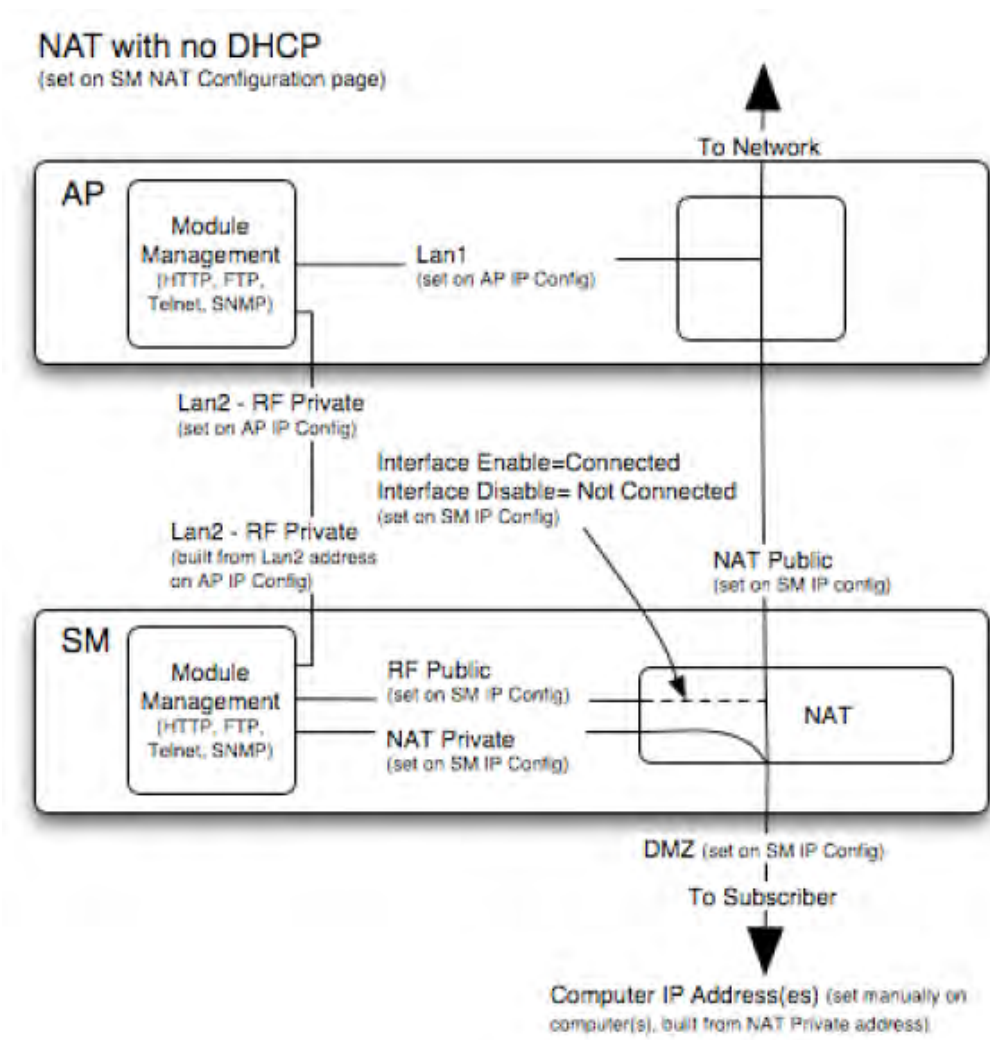 NAT with no DHCP
(set on SM NAT Configuration page)
To Network
AP
Module
Management
(HTTP, FTP,
Telnet, SNMP)
Lan1
(set on AP IP Config)
Lan2 - RF Private
(set on AP IP Config)
Interface Enable=Connected
Interface Disable= Not Connected
(set on SM IP Config)
Lan2 - RF Private
(built from Lan2 address
on AP IP Config)
NAT Public
(set on SM IP config)
SM
Module
Management
(HTTP, FTP,
Telnet, SNMP)
RF Public
(set on SM IP Config)
NAT Private
(set on SM IP Config)
NAT
DMZ (set on SM IP Config)
To Subscriber
Computer IP Address(es) (set manually on
computer(s), built from NAT Private address)